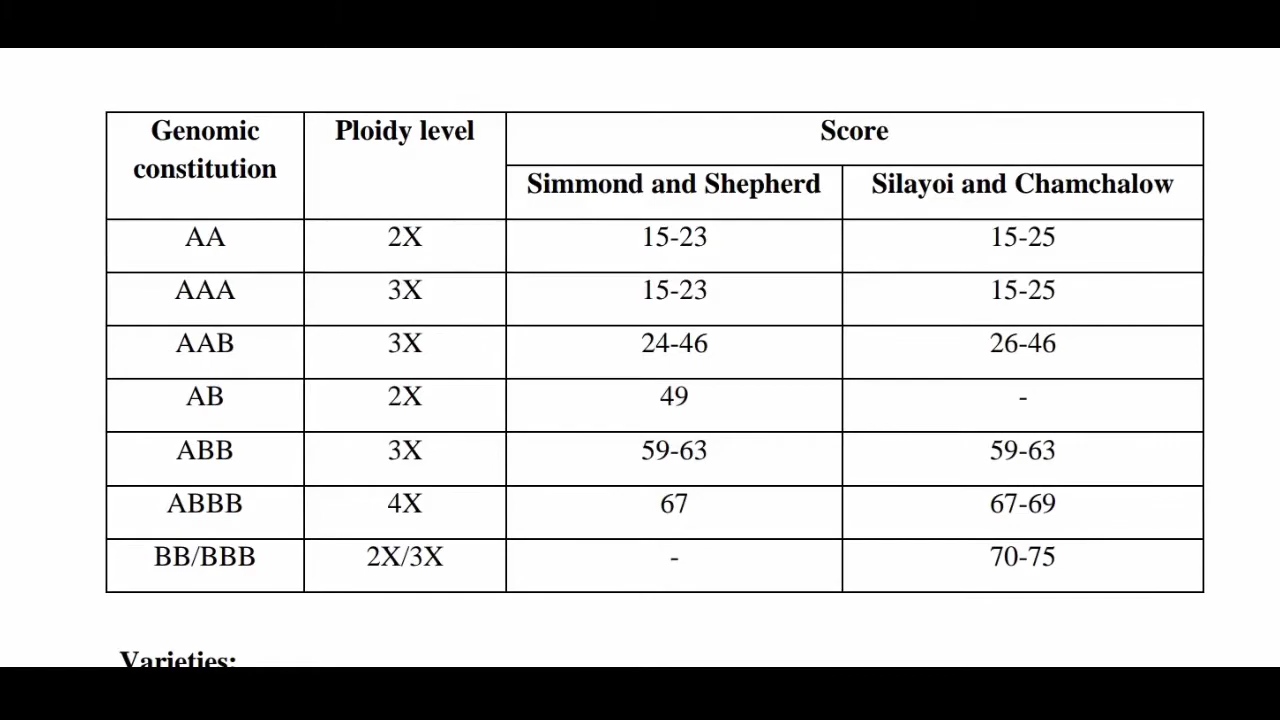 Genomic constitution Ploidy level Score
Simmond and Shepherd Silayoi and Chamchalow
AA 2X 15-23 15-25
AAA 3X 15-23 15-25
AAB 3X 24-46 26-46
AB 2X 49 -
ABB 3X 59-63 59-63
ABBB 4X 67 67-69
BB/BBB 2X/3X - 70-75
Varieties: